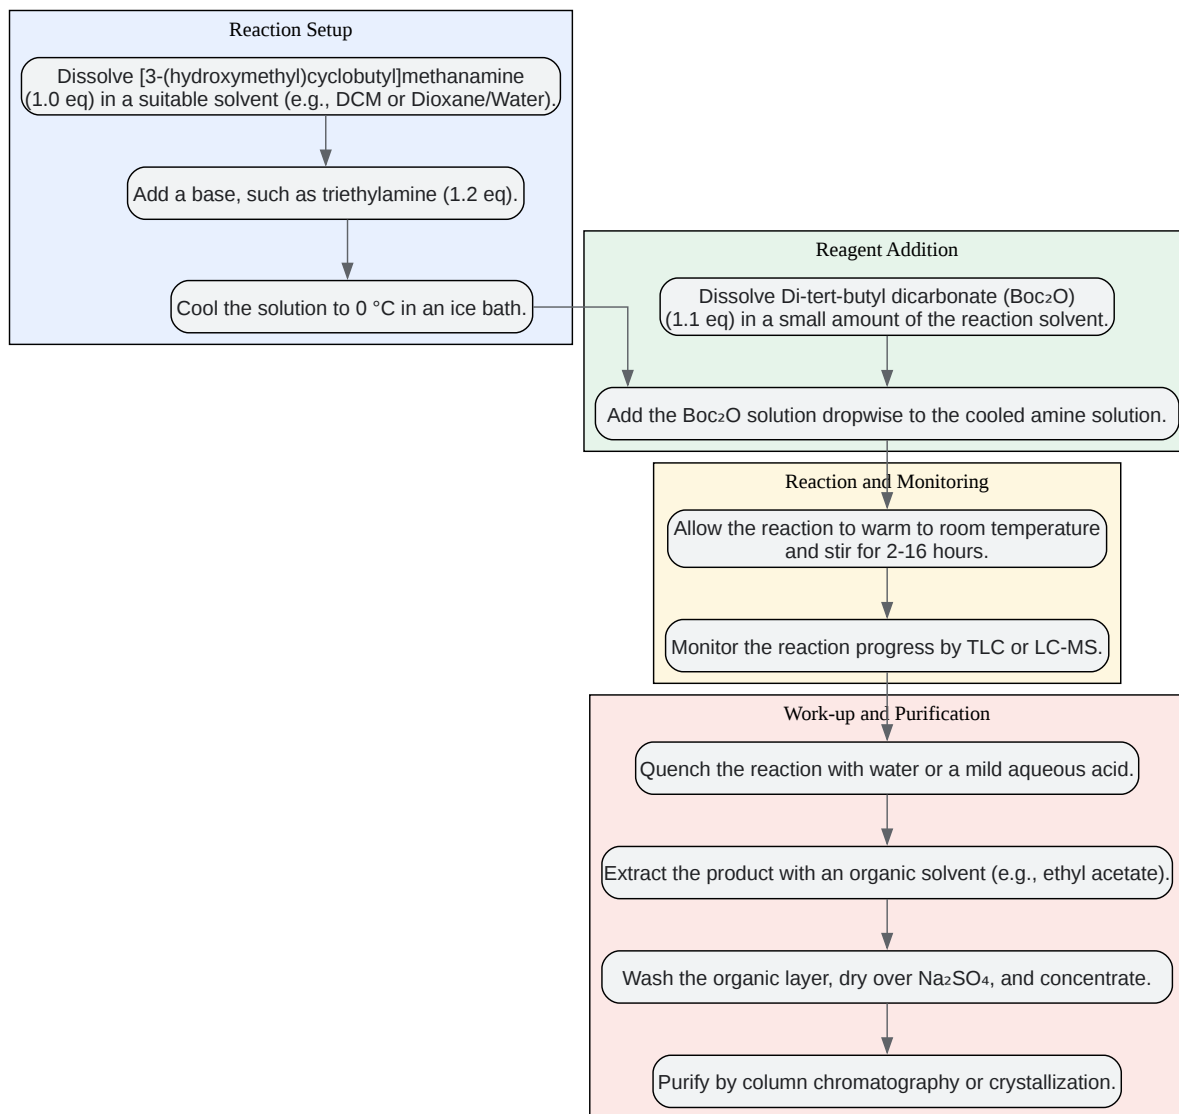 Reaction Setup
Dissolve [3-(hydroxymethyl)cyclobutyl]methanamine
(1.0 eq) in a suitable solvent (e.g., DCM or Dioxane/Water).
Add a base, such as triethylamine (1.2 eq).
Cool the solution to 0 °C in an ice bath.
Reagent Addition
Dissolve Di-tert-butyl dicarbonate (Boc₂O)
(1.1 eq) in a small amount of the reaction solvent.
Add the Boc₂O solution dropwise to the cooled amine solution.
Reaction and Monitoring
Allow the reaction to warm to room temperature
and stir for 2-16 hours.
Monitor the reaction progress by TLC or LC-MS.
Work-up and Purification
Quench the reaction with water or a mild aqueous acid.
Extract the product with an organic solvent (e.g., ethyl acetate).
Wash the organic layer, dry over Na₂SO₄, and concentrate.
Purify by column chromatography or crystallization.